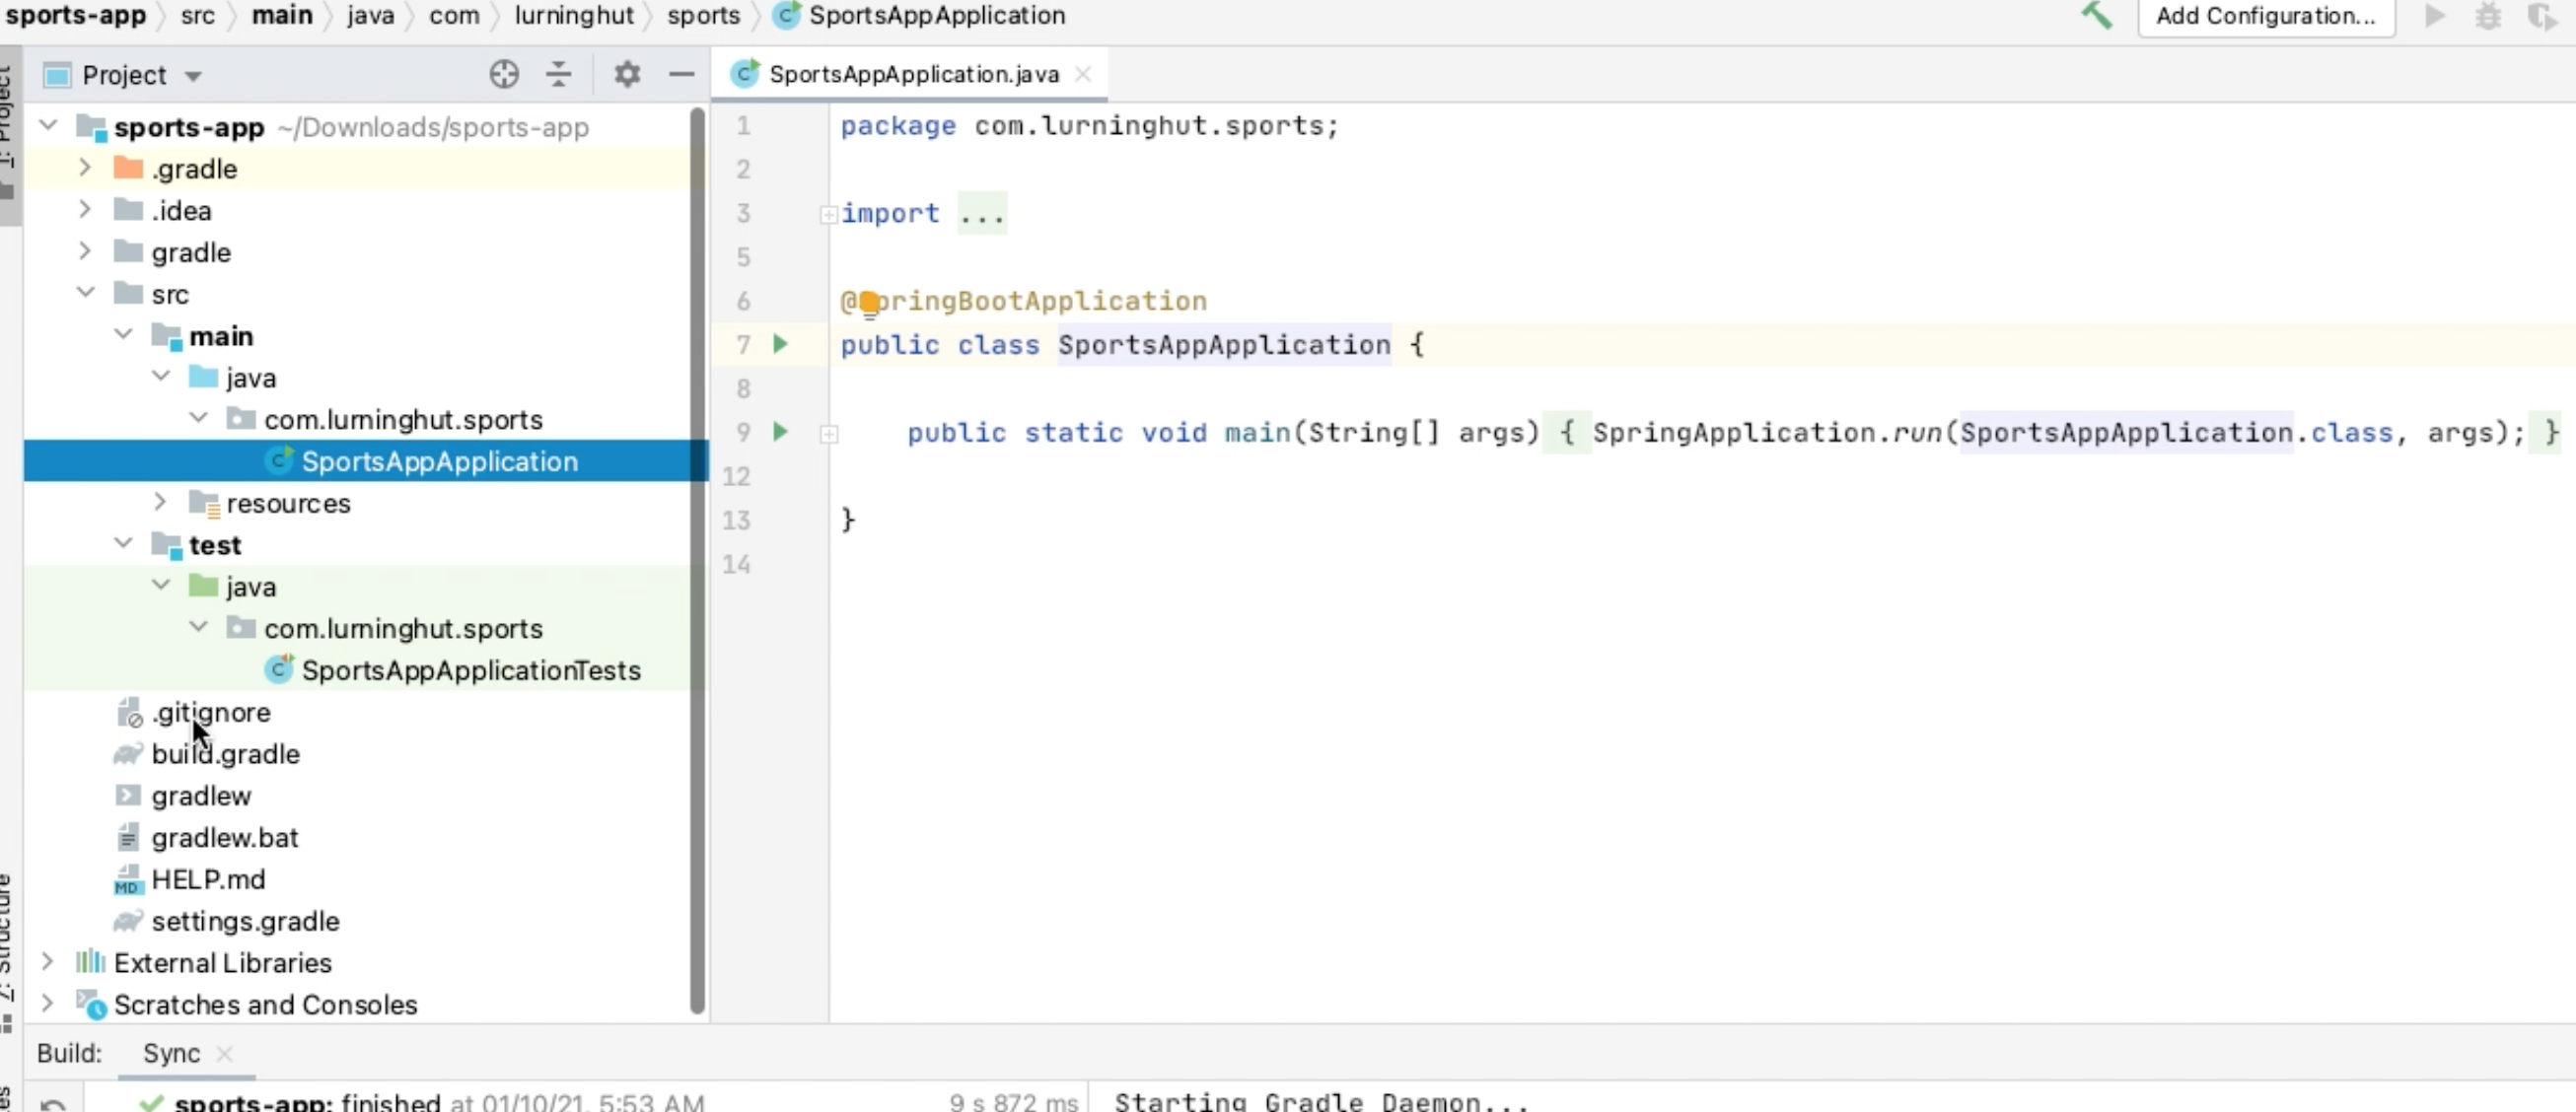 sports-app src main java com lurninghut sports SportsAppApplication Add Configuration...
1: Project
Project
SportsAppApplication.java
sports-app ~/Downloads/sports-app
.gradle
.idea
gradle
src
main
java
com.lurninghut.sports
SportsAppApplication
resources
test
java
com.lurninghut.sports
SportsAppApplicationTests
.gitignore
build.gradle
gradlew
gradlew.bat
MD HELP.md
settings.gradle
External Libraries
Scratches and Consoles
1 package com.lurninghut.sports;
2
3 import ...
5
6 @SpringBootApplication
7 public class SportsAppApplication {
8
9 public static void main(String[] args) { SpringApplication.run(SportsAppApplication.class, args); }
12
13 }
14
Z: Structure
Build: Sync
sports-app: finished at 01/10/21, 5:53 AM 9 s 872 ms
Starting Gradle Daemon...